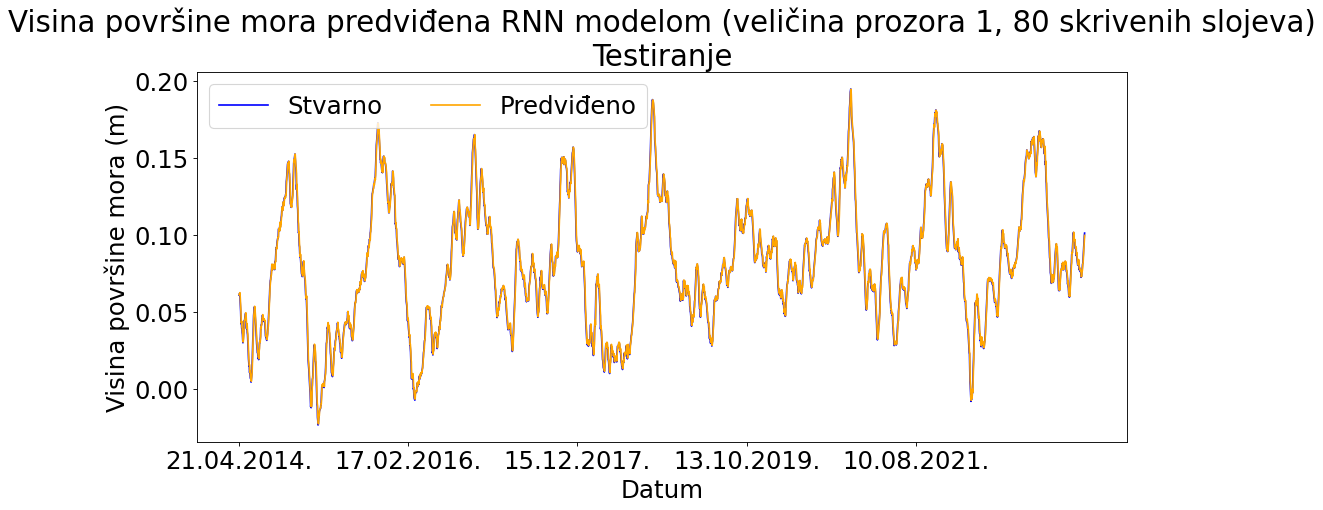 Visina površine mora predviđena RNN modelom (veličina prozora 1, 80 skrivenih slojeva)
Testiranje
Stvarno
Predviđeno
Visina površine mora (m)
0.20
0.15
0.10
0.05
0.00
21.04.2014.
17.02.2016.
15.12.2017.
13.10.2019.
10.08.2021.
Datum